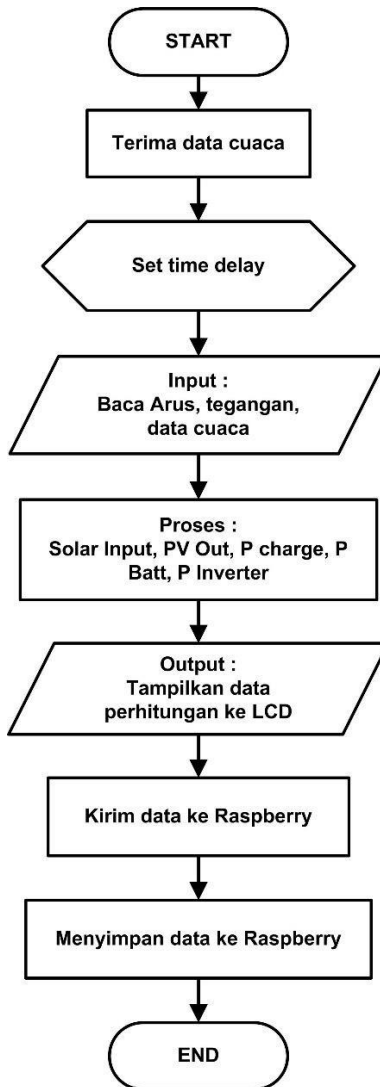 START
Terima data cuaca
Set time delay
Input :
Baca Arus, tegangan,
data cuaca
Proses :
Solar Input, PV Out, P charge, P
Batt, P Inverter
Output :
Tampilkan data
perhitungan ke LCD
Kirim data ke Raspberry
Menyimpan data ke Raspberry
END